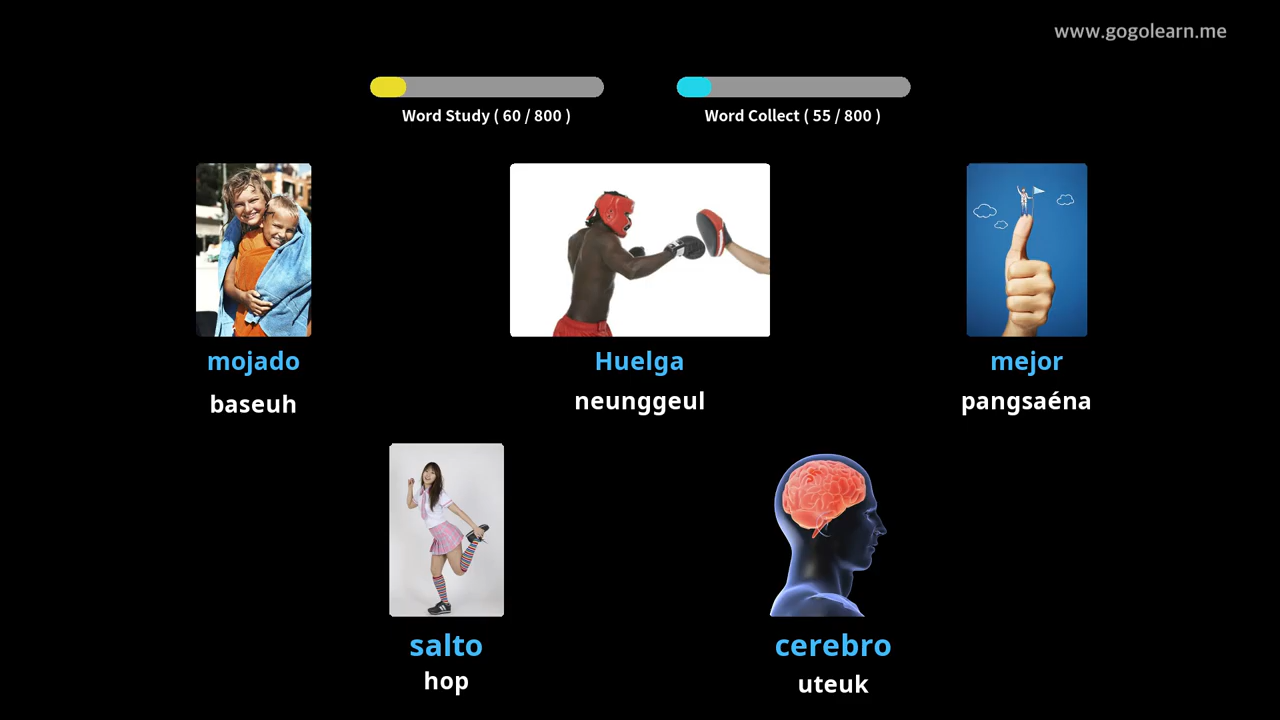 www.gogolearn.me
Word Study ( 60 / 800 )
Word Collect ( 55 / 800 )
mojado
Huelga
mejor
baseuh
neunggeul
pangsaéna
salto
cerebro
hop
uteuk